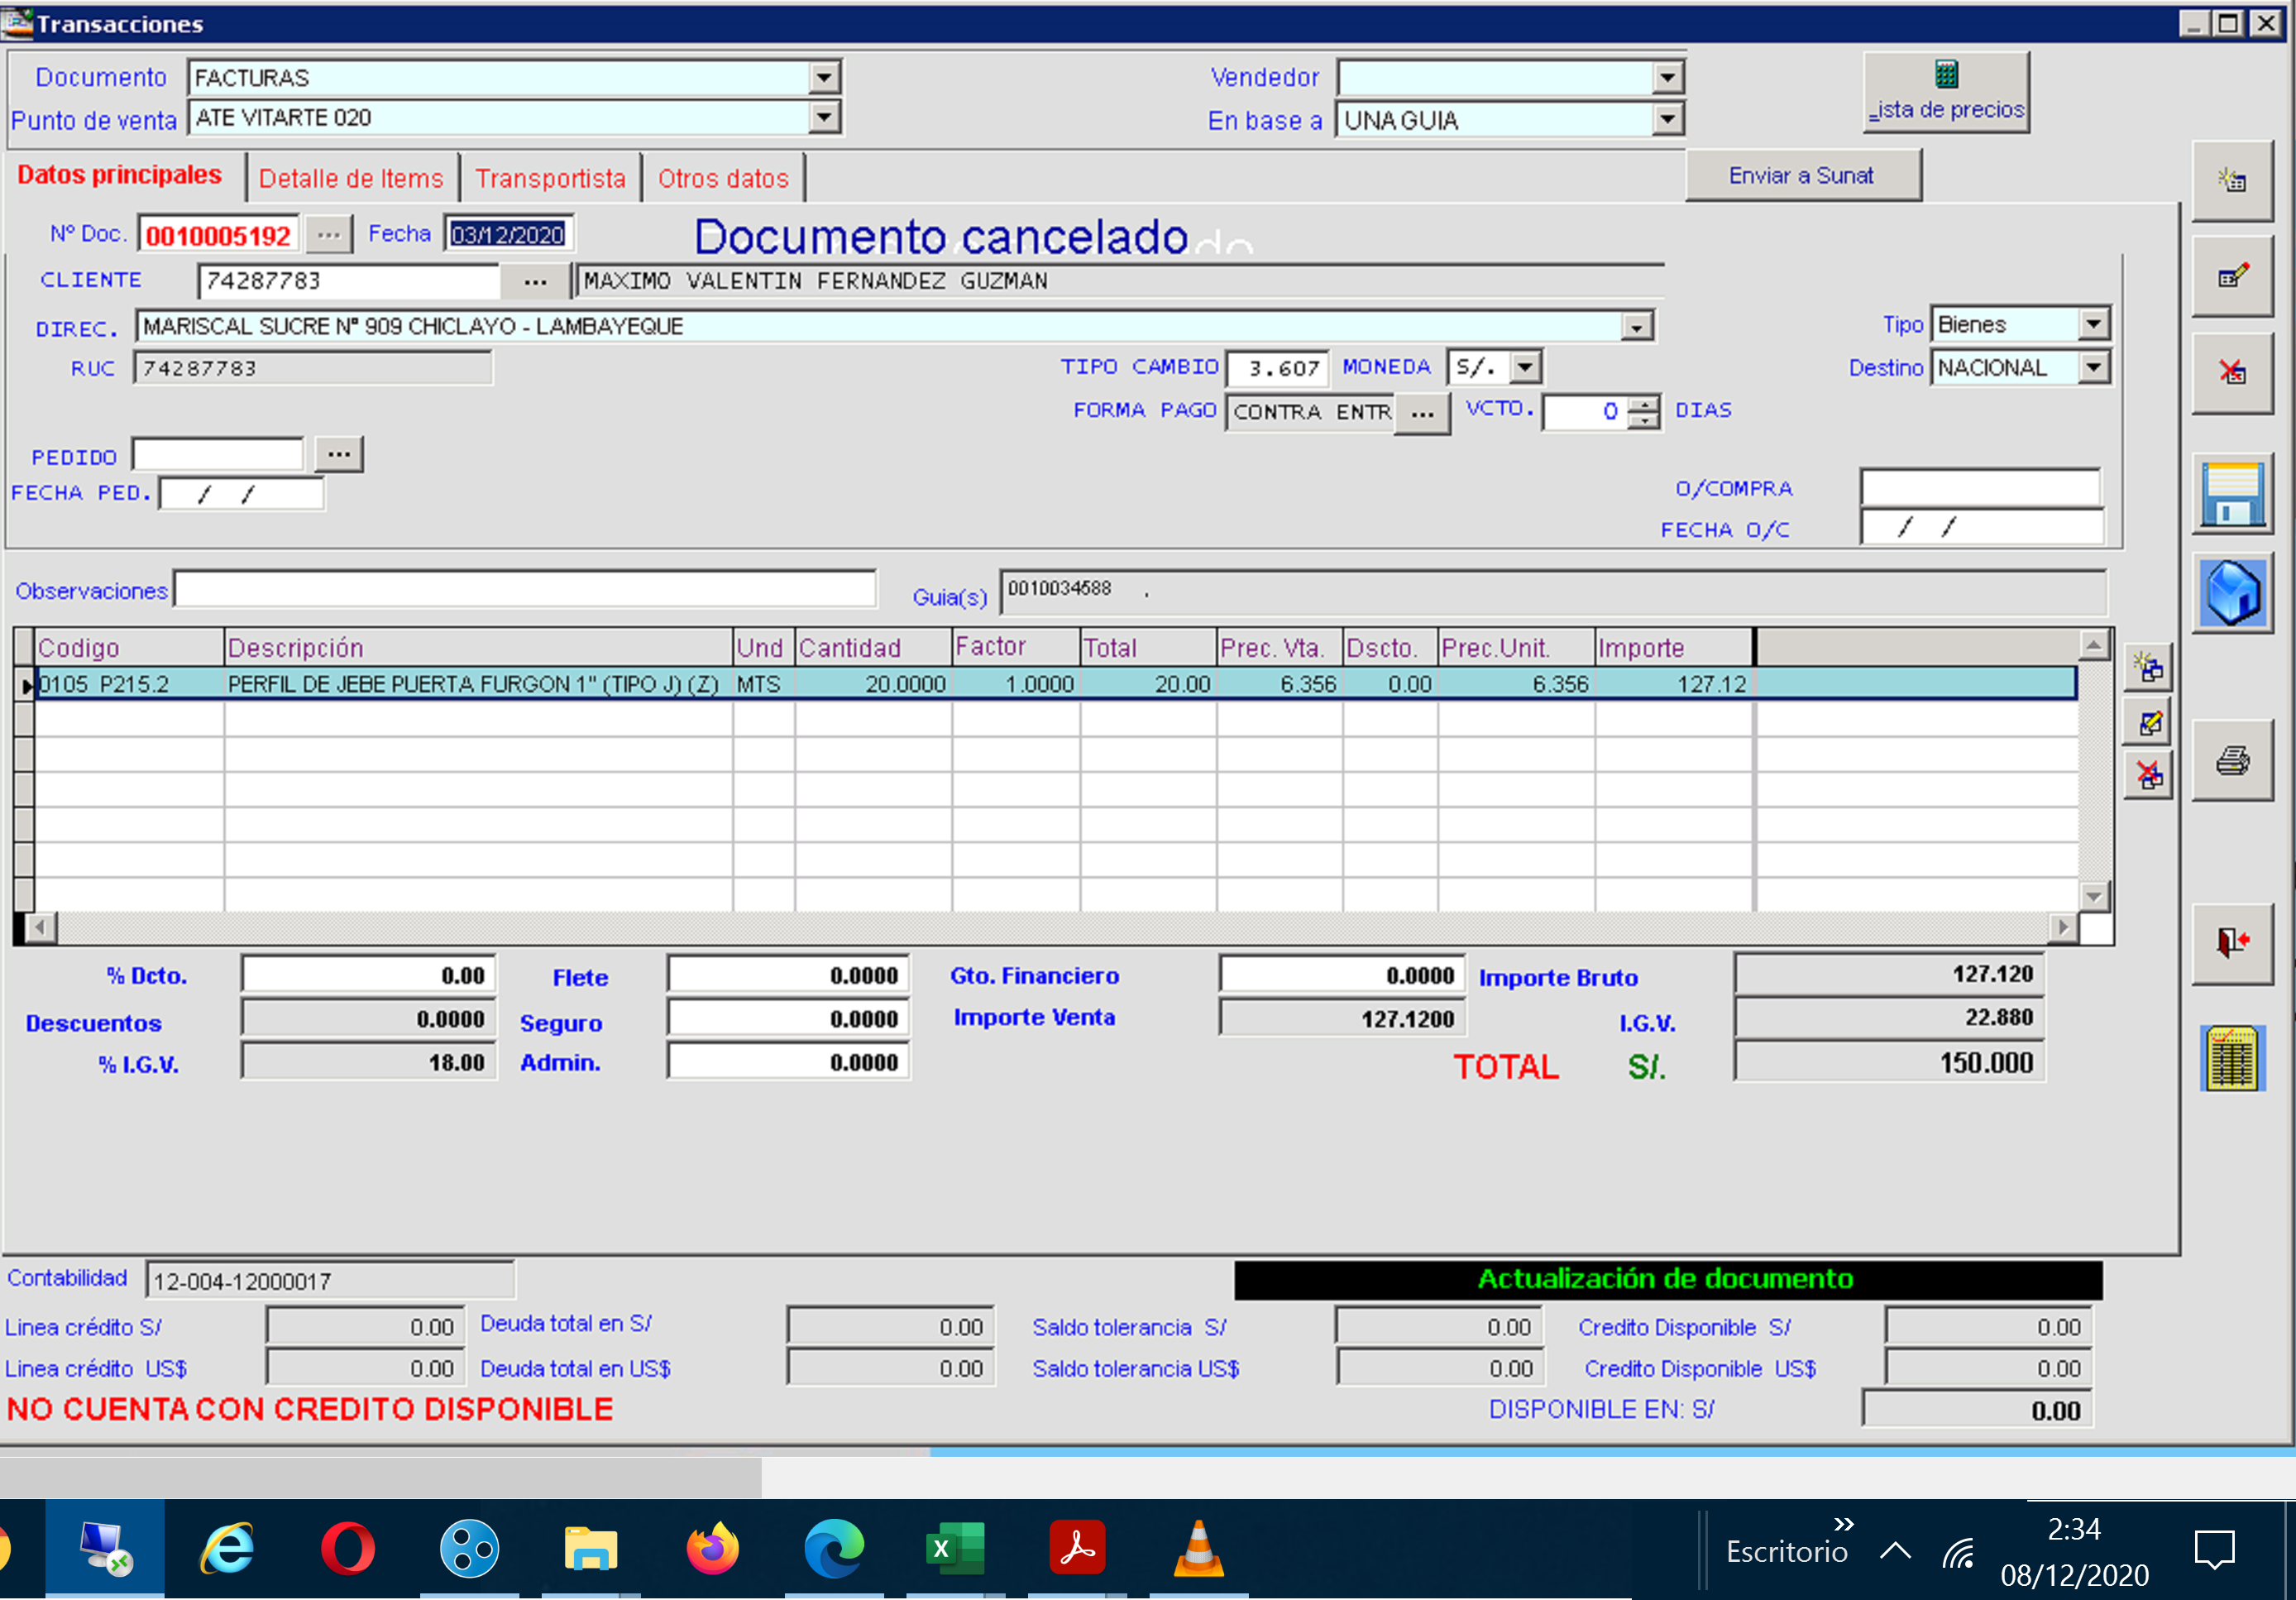 Transacciones
Documento FACTURAS Vendedor
Punto de venta ATE VITARTE 020 En base a UNA GUIA ista de precios
Datos principales Detalle de Items Transportista Otros datos Enviar a Sunat
Nº Doc. 0010005192 ... Fecha 03/12/2020 Documento cancelado
CLIENTE 74287783 ... MAXIMO VALENTIN FERNANDEZ GUZMAN
DIREC. MARISCAL SUCRE Nº 909 CHICLAYO - LAMBAYEQUE Tipo Bienes
RUC 74287783 TIPO CAMBIO 3.607 MONEDA S/. Destino NACIONAL
FORMA PAGO CONTRA ENTR ... VCTO. 0 DIAS
PEDIDO ...
FECHA PED. / / O/COMPRA
FECHA O/C / /
Observaciones Guia(s) 0010034588 .
Codigo Descripción Und Cantidad Factor Total Prec. Vta. Dscto. Prec.Unit. Importe
0105 P215.2 PERFIL DE JEBE PUERTA FURGON 1" (TIPO J) (Z) MTS 20.0000 1.0000 20.00 6.356 0.00 6.356 127.12
% Dcto. 0.00 Flete 0.0000 Gto. Financiero 0.0000 Importe Bruto 127.120
Descuentos 0.0000 Seguro 0.0000 Importe Venta 127.1200 I.G.V. 22.880
% I.G.V. 18.00 Admin. 0.0000 TOTAL S/. 150.000
Contabilidad 12-004-12000017 Actualización de documento
Linea crédito S/ 0.00 Deuda total en S/ 0.00 Saldo tolerancia S/ 0.00 Credito Disponible S/ 0.00
Linea crédito US$ 0.00 Deuda total en US$ 0.00 Saldo tolerancia US$ 0.00 Credito Disponible US$ 0.00
NO CUENTA CON CREDITO DISPONIBLE DISPONIBLE EN: S/ 0.00
Escritorio 2:34
08/12/2020